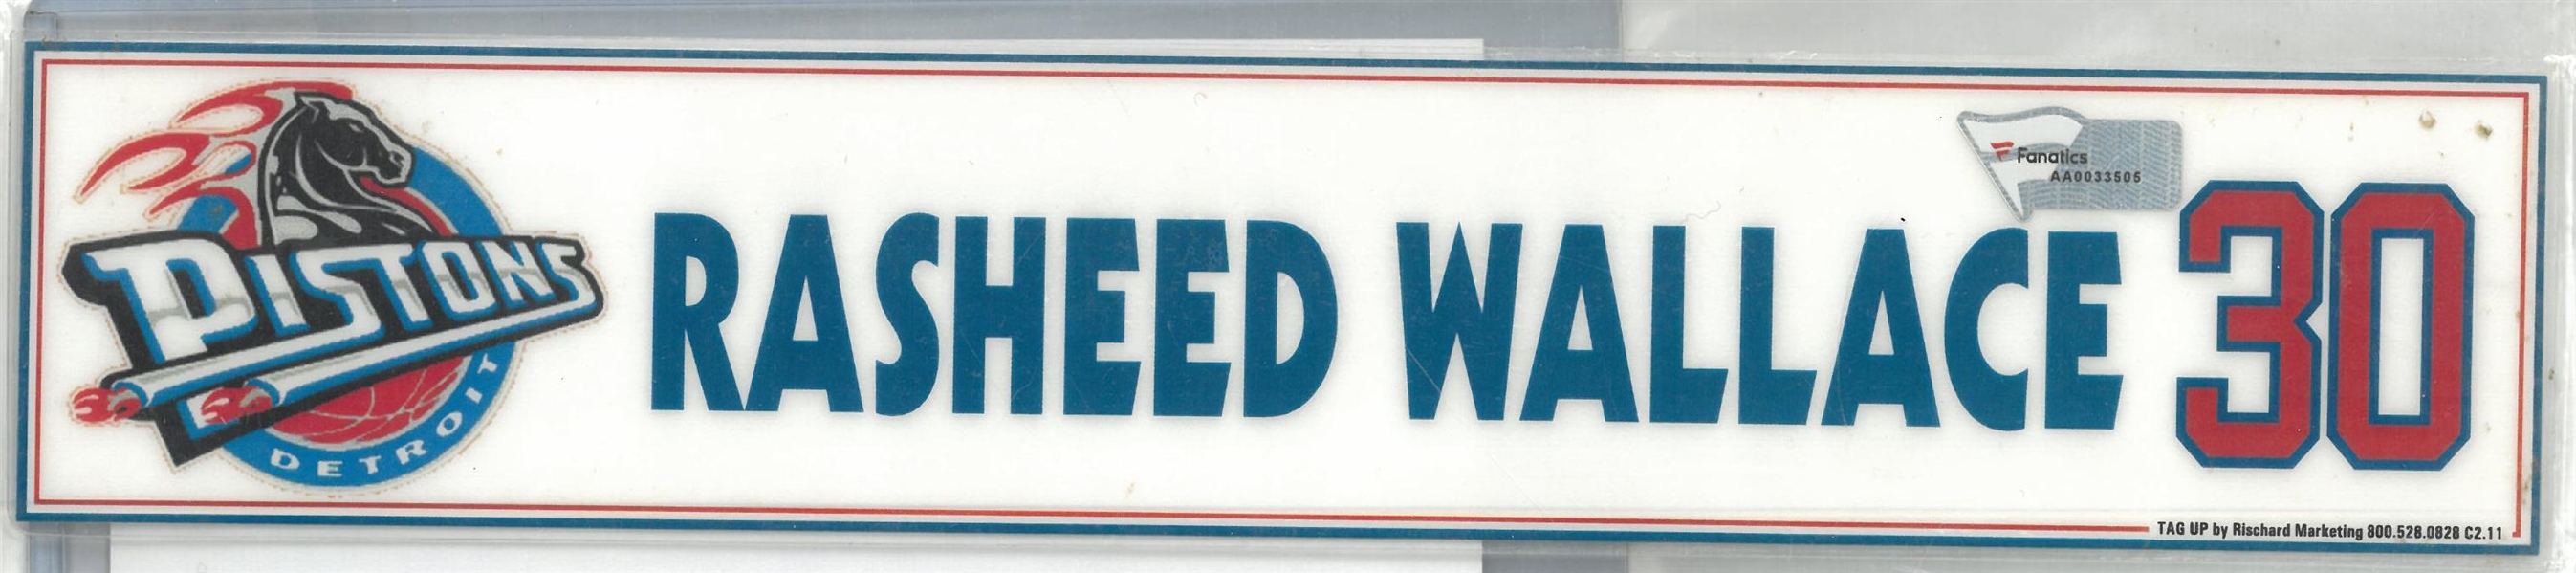 PISTONS
DETROIT
RASHEED WALLACE 30
Fanatics
AA0033505
TAG UP by Rischard Marketing 800.528.0828 C2.11